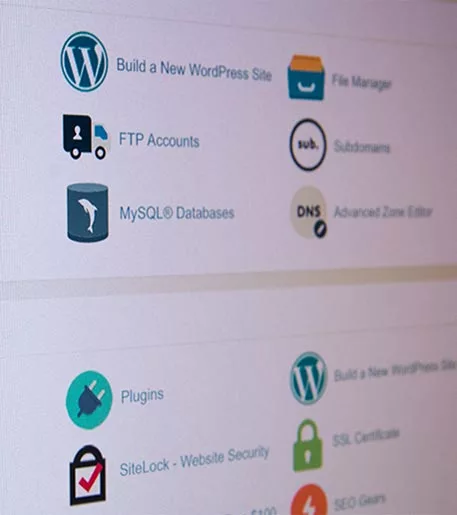 Build a New WordPress Site
File Manager
FTP Accounts
sub.
Subdomains
MySQL® Databases
DNS
Advanced Zone Editor
Plugins
Build a New WordPress Site
SiteLock - Website Security
SSL Certificate
$100
SEO Gears